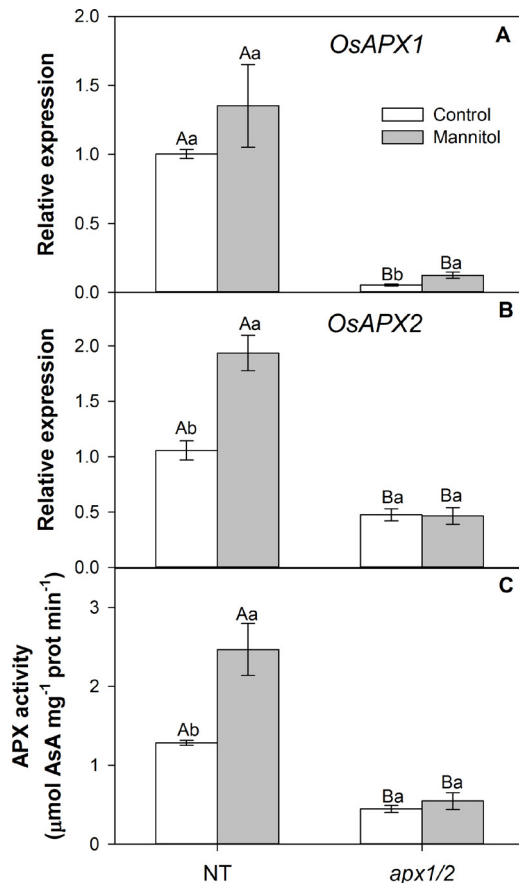 A
OsAPX1
2.0
1.5
1.0
0.5
0.0
Relative expression
Aa
Aa
Bb
Ba
Control
Mannitol
B
OsAPX2
2.0
1.5
1.0
0.5
0.0
Relative expression
Ab
Aa
Ba
Ba
C
3
2
1
0
APX activity
(µmol AsA mg⁻¹ prot min⁻¹)
Ab
Aa
Ba
Ba
NT
apx1/2